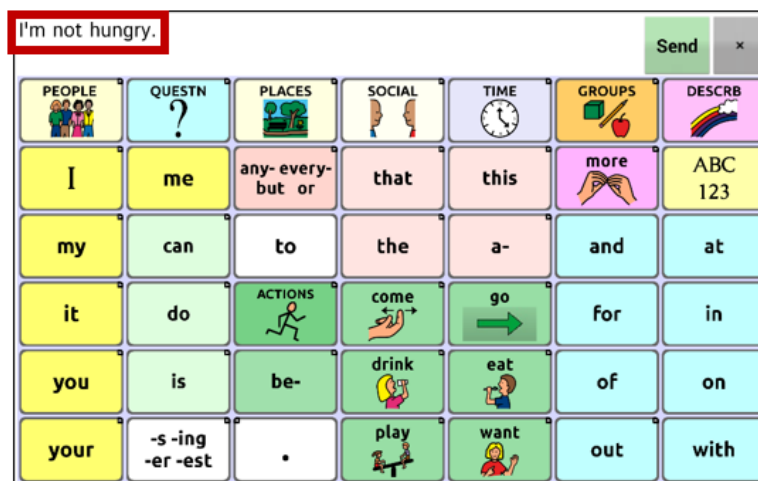 I'm not hungry.
Send ×
PEOPLE QUESTN PLACES SOCIAL TIME GROUPS DESCRB
?
I me any- every- that this more ABC
but or 123
my can to the a- and at
it do ACTIONS come go for in
you is be- drink eat of on
your -s -ing . play want out with
-er -est